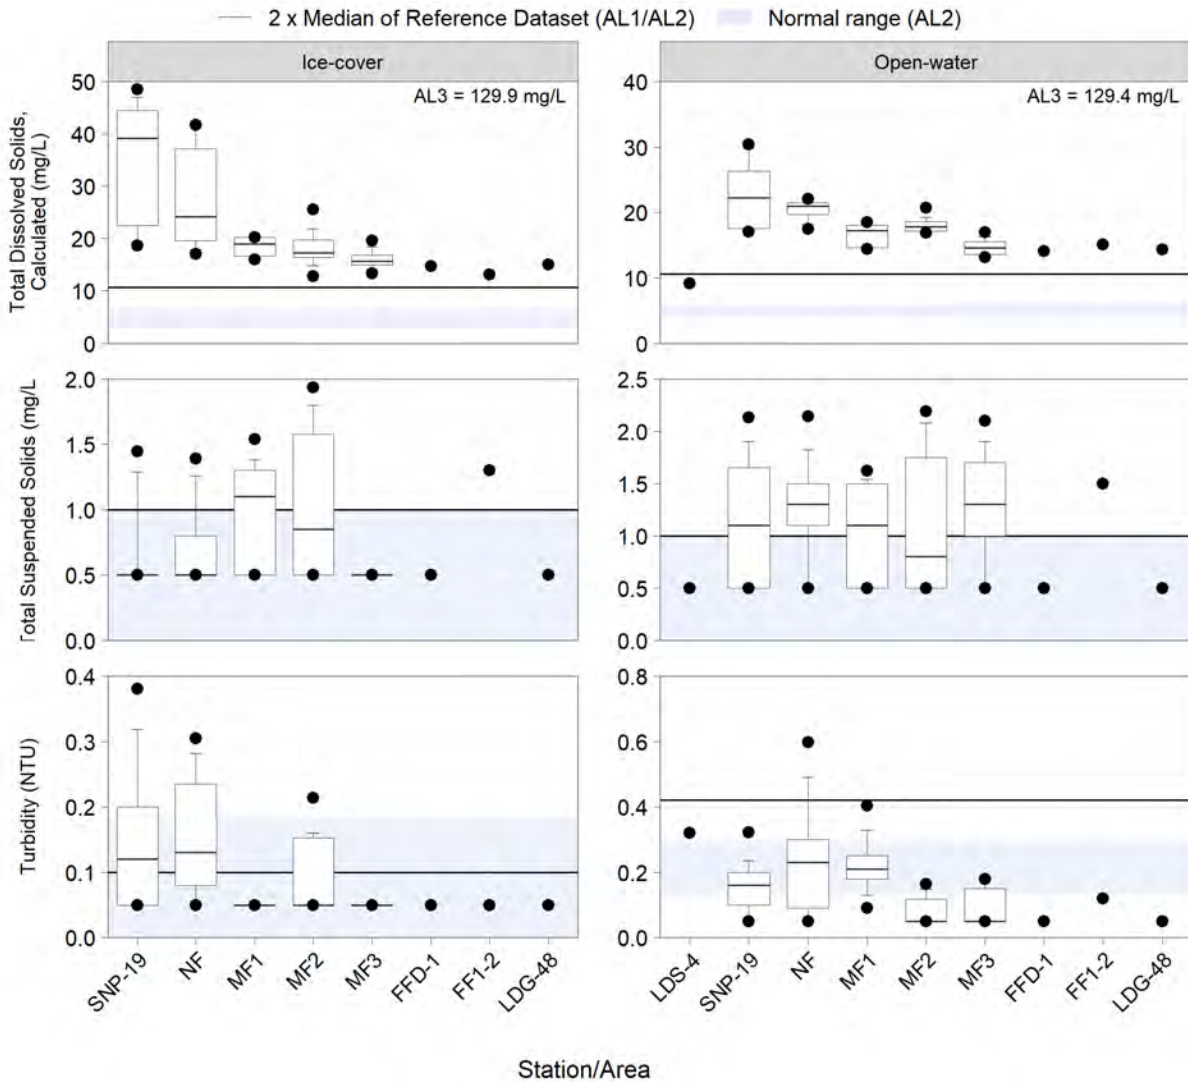 2 x Median of Reference Dataset (AL1/AL2) Normal range (AL2)
Ice-cover
Open-water
Total Dissolved Solids,
Calculated (mg/L)
50
40
30
20
10
0
AL3 = 129.9 mg/L
40
30
20
10
0
AL3 = 129.4 mg/L
Total Suspended Solids (mg/L
2.0
1.5
1.0
0.5
0.0
2.5
2.0
1.5
1.0
0.5
0.0
Turbidity (NTU)
0.4
0.3
0.2
0.1
0.0
0.8
0.6
0.4
0.2
0.0
SNP-19
NF
MF1
MF2
MF3
FFD-1
FF1-2
LDG-48
LDS-4
SNP-19
NF
MF1
MF2
MF3
FFD-1
FF1-2
LDG-48
Station/Area